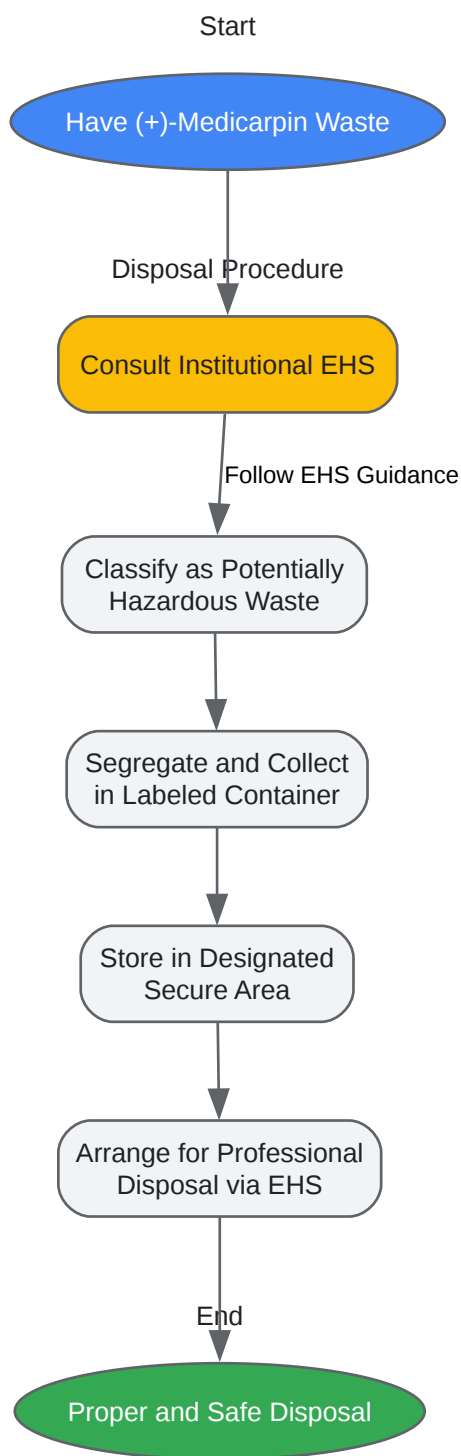 Start
Have (+)-Medicarpin Waste
Disposal Procedure
Consult Institutional EHS
Follow EHS Guidance
Classify as Potentially
Hazardous Waste
Segregate and Collect
in Labeled Container
Store in Designated
Secure Area
Arrange for Professional
Disposal via EHS
End
Proper and Safe Disposal